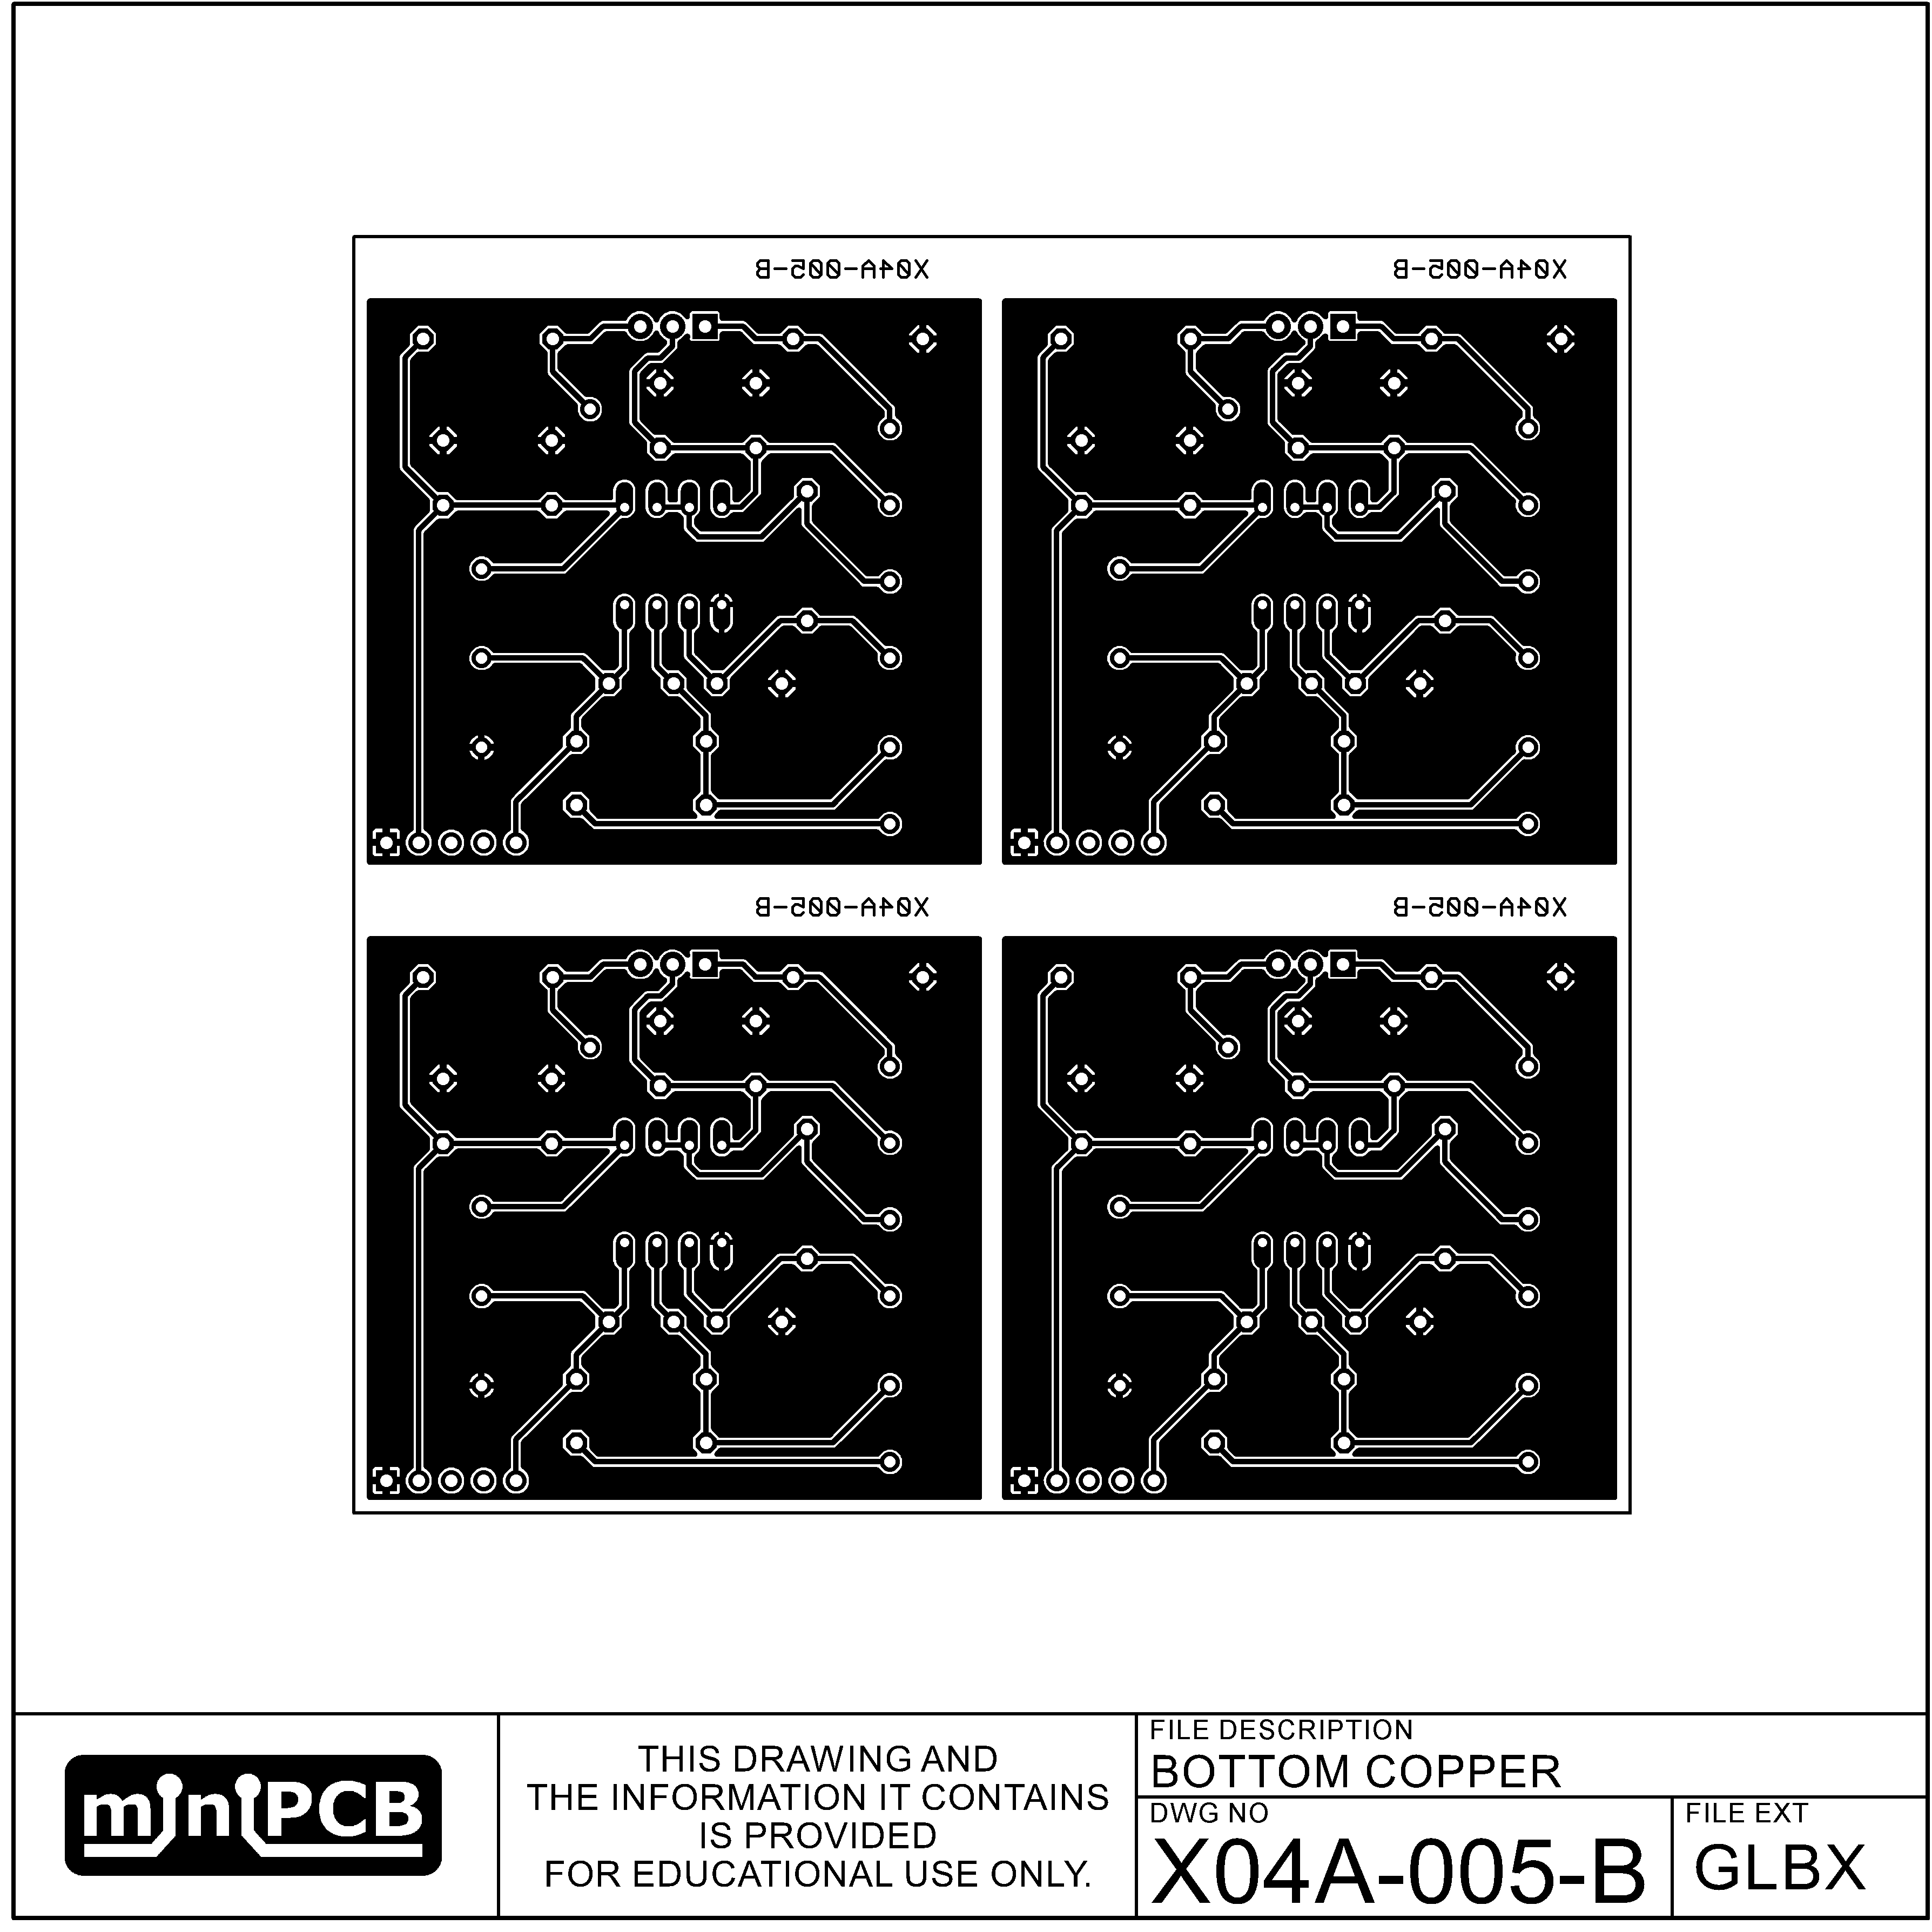 X04A-005-B
X04A-005-B
X04A-005-B
X04A-005-B
miniPCB
THIS DRAWING AND
THE INFORMATION IT CONTAINS
IS PROVIDED
FOR EDUCATIONAL USE ONLY.
FILE DESCRIPTION
BOTTOM COPPER
DWG NO
X04A-005-B
FILE EXT
GLBX